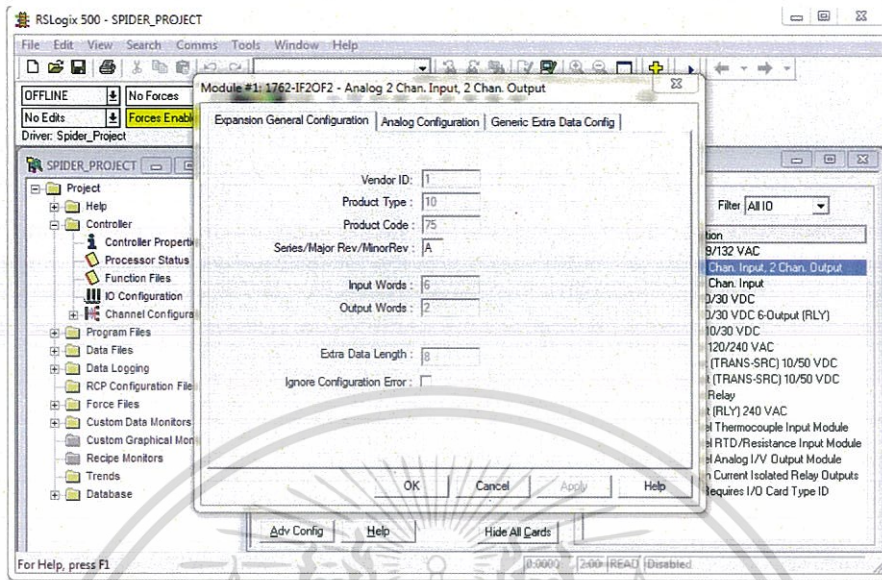 RSLogix 500 - SPIDER_PROJECT
File Edit View Search Comms Tools Window Help
OFFLINE No Forces
No Edits Forces Enabl
Driver: Spider_Project
Module #1: 1762-IF2OF2 - Analog 2 Chan. Input, 2 Chan. Output
Expansion General Configuration Analog Configuration Generic Extra Data Config
Vendor ID: 1
Product Type : 10
Product Code : 75
Series/Major Rev/MinorRev : A
Input Words : 6
Output Words : 2
Extra Data Length : 8
Ignore Configuration Error :
OK Cancel Apply Help
SPIDER_PROJECT
Project
Help
Controller
Controller Properti
Processor Status
Function Files
IO Configuration
Channel Configura
Program Files
Data Files
Data Logging
RCP Configuration File
Force Files
Custom Data Monitors
Custom Graphical Mon
Recipe Monitors
Trends
Database
Filter All IO
tion
/132 VAC
Chan. Input, 2 Chan. Output
Chan. Input
0/30 VDC
0/30 VDC 6-Output (RLY)
10/30 VDC
120/240 VAC
(TRANS-SRC) 10/50 VDC
(TRANS-SRC) 10/50 VDC
Relay
(RLY) 240 VAC
el Thermocouple Input Module
el RTD/Resistance Input Module
el Analog I/V Output Module
Current Isolated Relay Outputs
Requires I/O Card Type ID
Adv Config Help Hide All Cards
For Help, press F1
2:00 READ Disabled